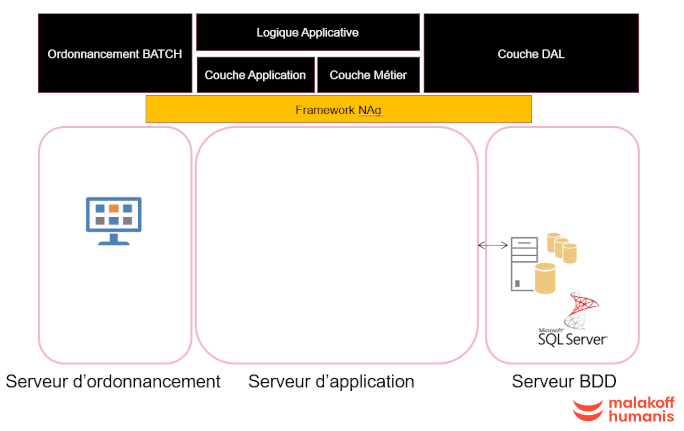 Logique Applicative
Ordonnancement BATCH
Couche DAL
Couche Application
Couche Métier
Framework NAg
Microsoft
SQL Server
Serveur d’ordonnancement
Serveur d’application
Serveur BDD
malakoff
humanis